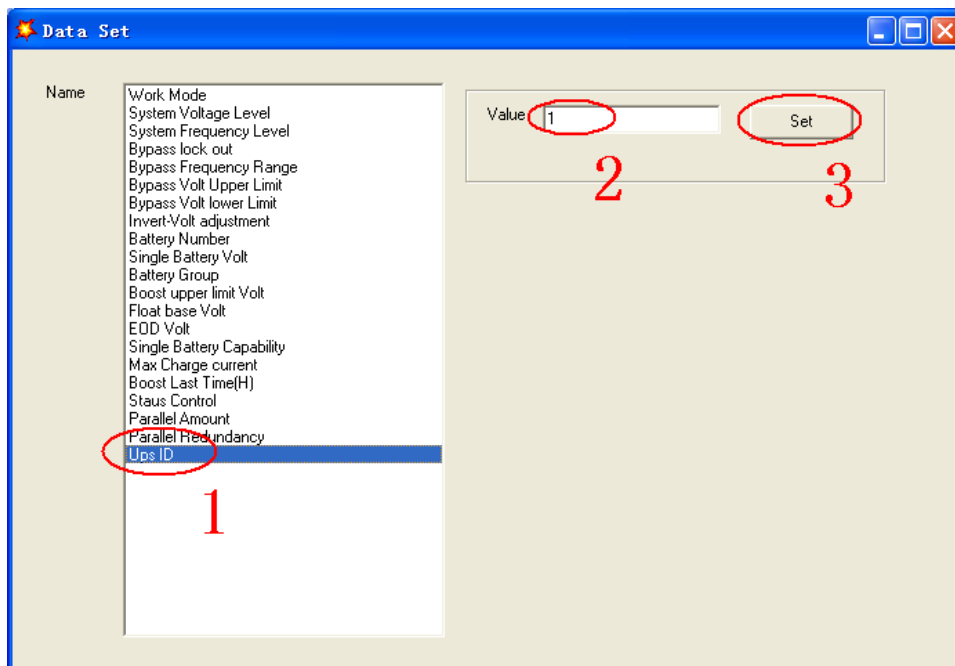 Data Set
Name
Work Mode
System Voltage Level
System Frequency Level
Bypass lock out
Bypass Frequency Range
Bypass Volt Upper Limit
Bypass Volt lower Limit
Invert-Volt adjustment
Battery Number
Single Battery Volt
Battery Group
Boost upper limit Volt
Float base Volt
EOD Volt
Single Battery Capability
Max Charge current
Boost Last Time(H)
Staus Control
Parallel Amount
Parallel Redundancy
Ups ID
1
Value 1
Set
2
3